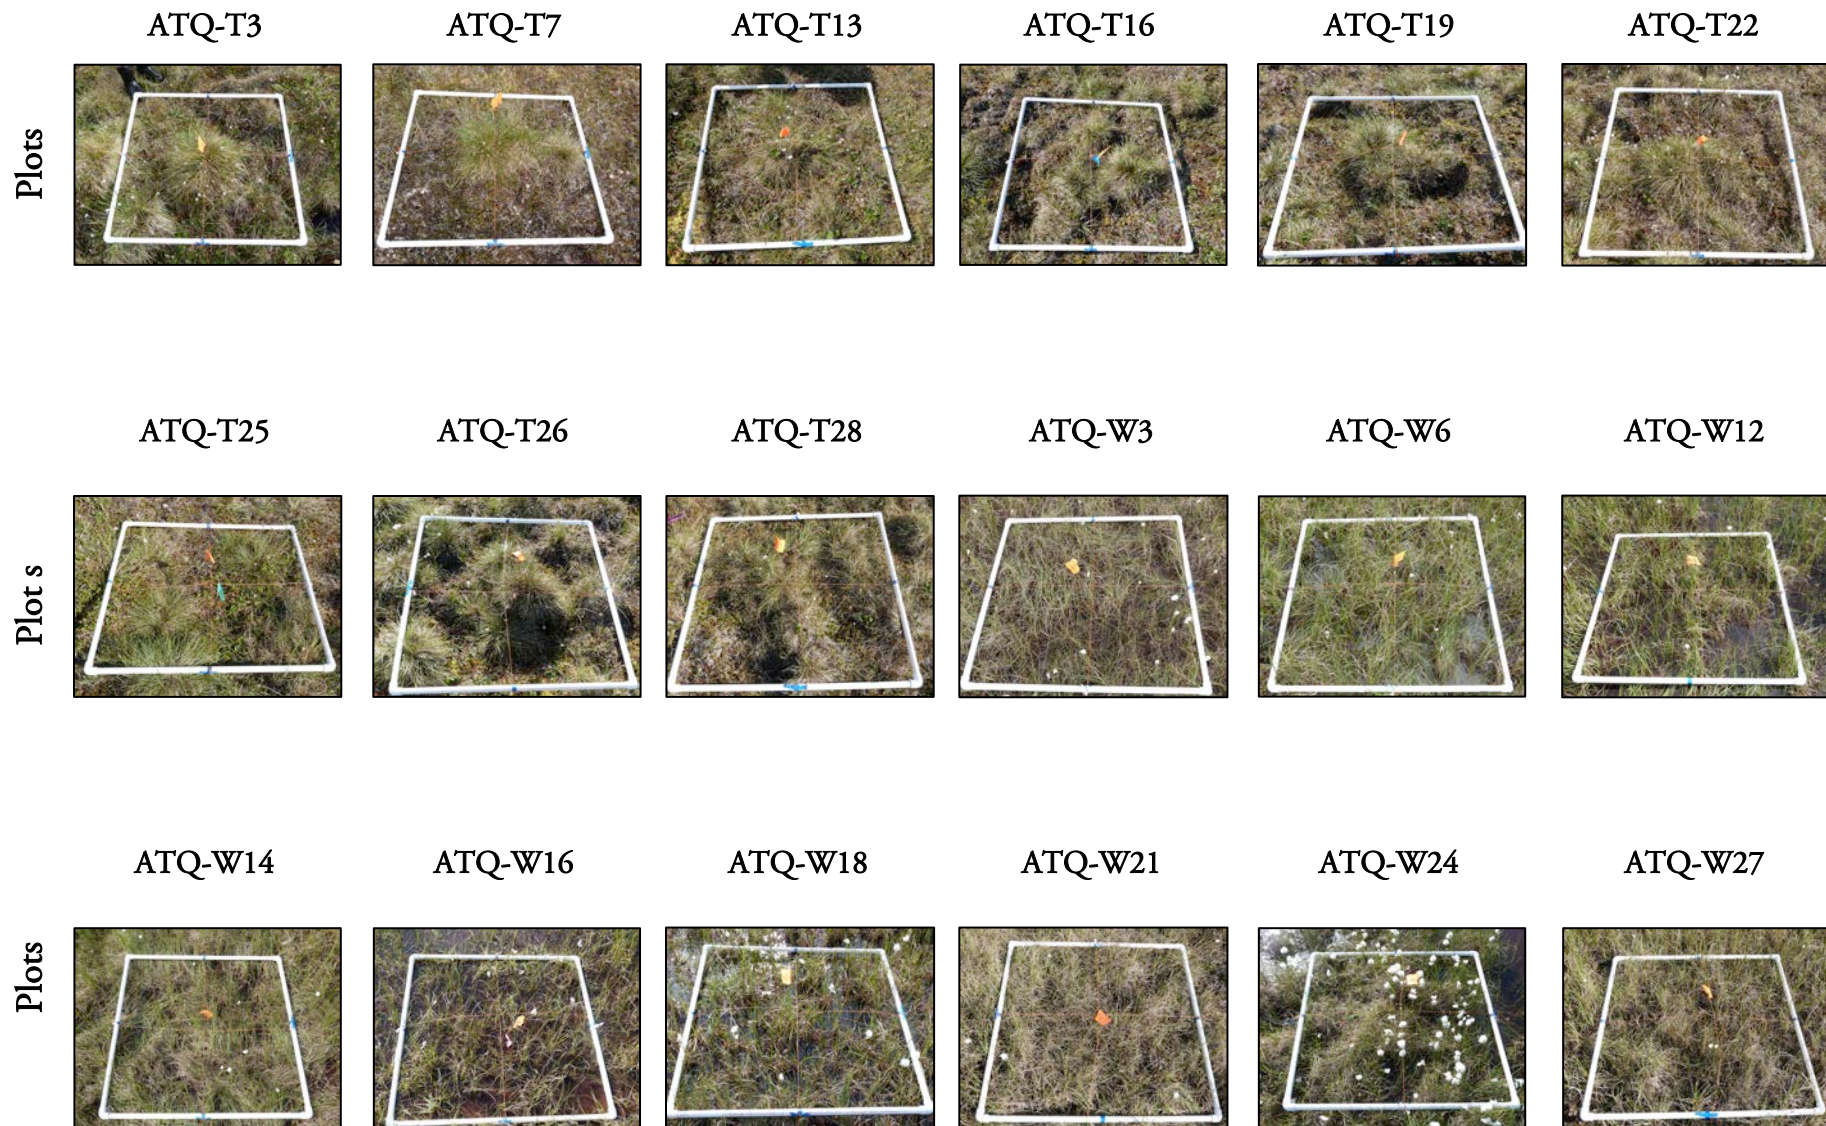 ATQ-T3 ATQ-T7 ATQ-T13 ATQ-T16 ATQ-T19 ATQ-T22
Plots
ATQ-T25 ATQ-T26 ATQ-T28 ATQ-W3 ATQ-W6 ATQ-W12
Plot s
ATQ-W14 ATQ-W16 ATQ-W18 ATQ-W21 ATQ-W24 ATQ-W27
Plots